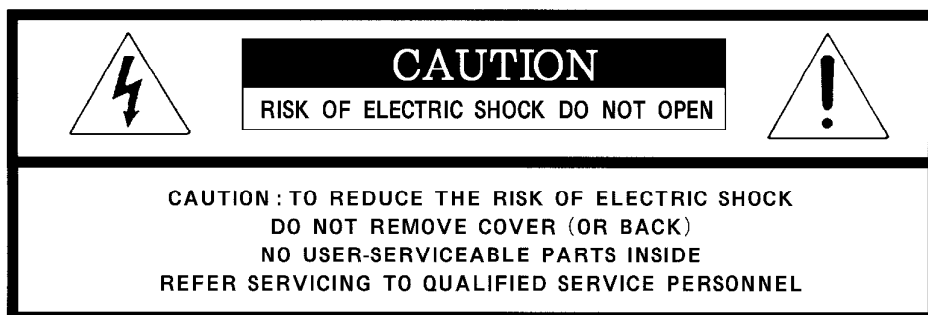 CAUTION
RISK OF ELECTRIC SHOCK DO NOT OPEN
CAUTION : TO REDUCE THE RISK OF ELECTRIC SHOCK
DO NOT REMOVE COVER (OR BACK)
NO USER-SERVICEABLE PARTS INSIDE
REFER SERVICING TO QUALIFIED SERVICE PERSONNEL